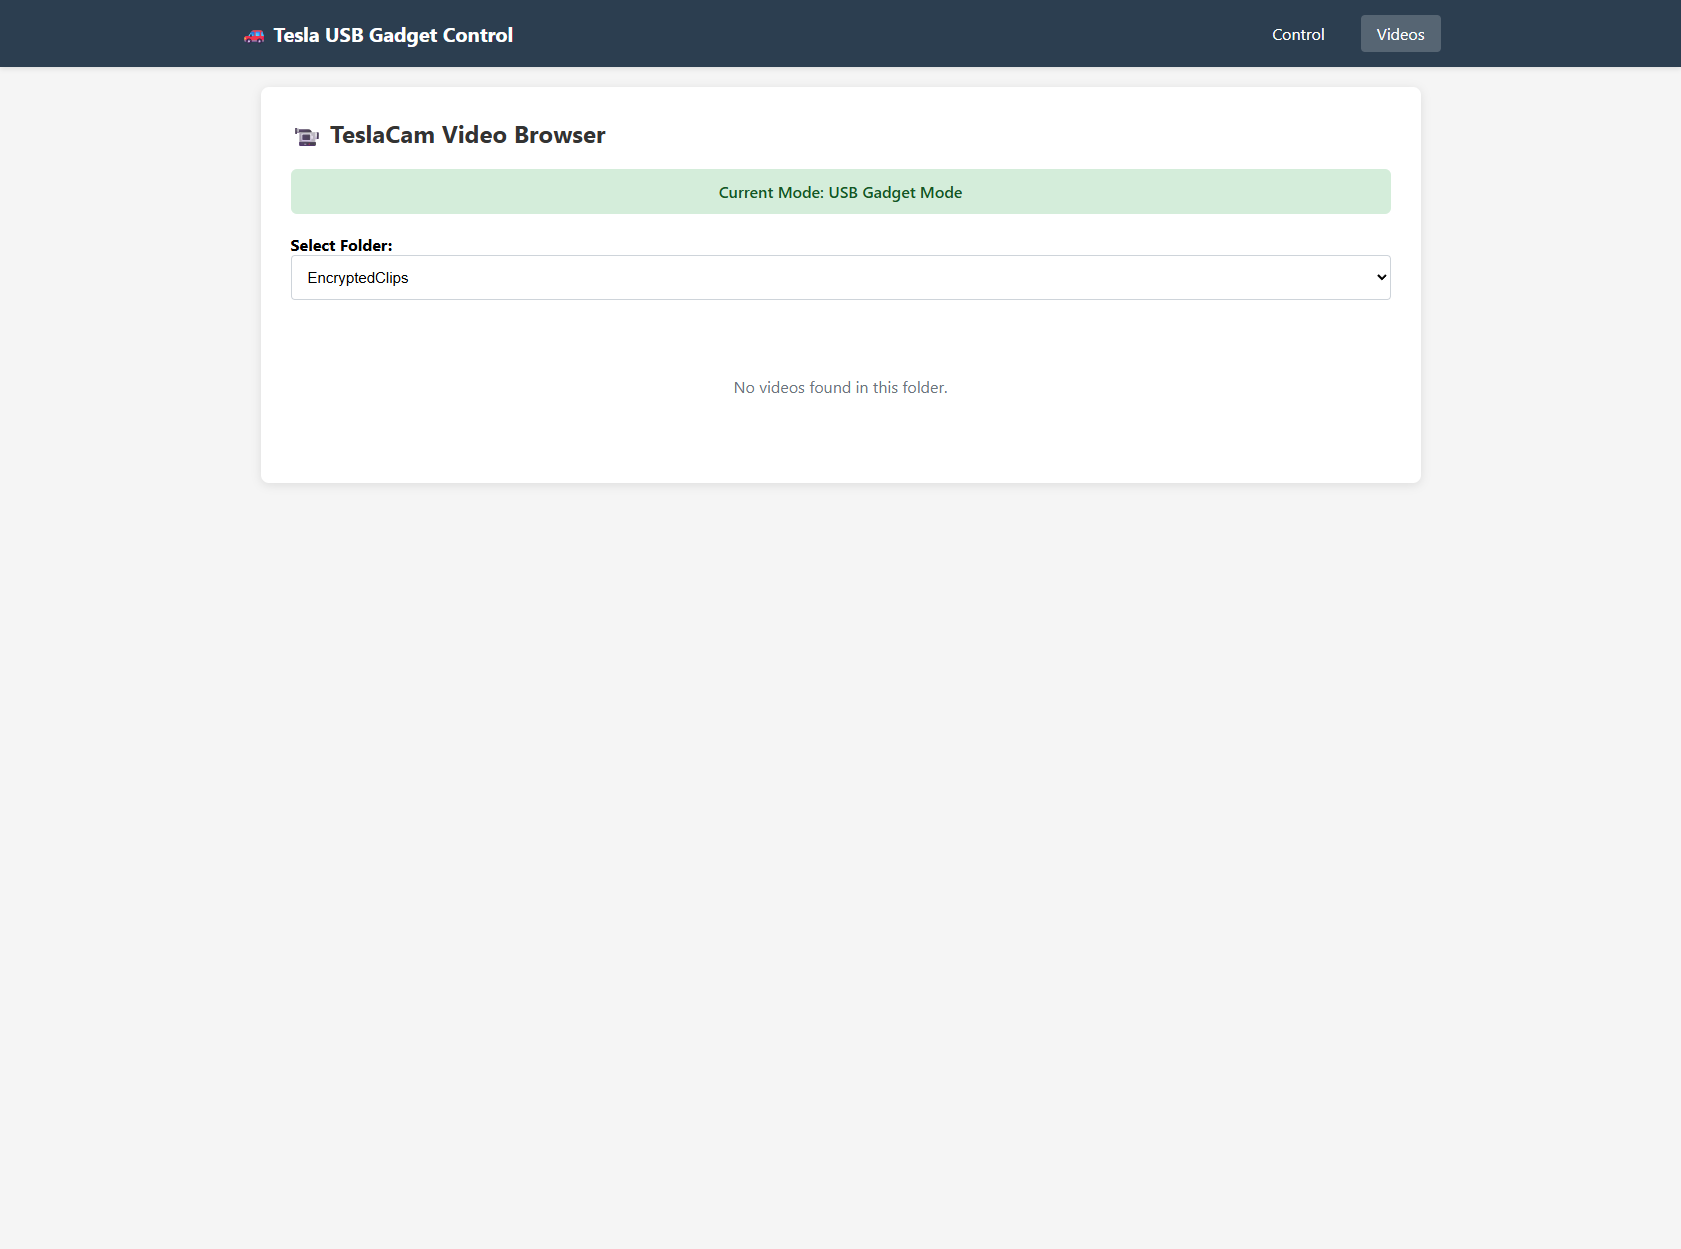 Tesla USB Gadget Control
Control
Videos
TeslaCam Video Browser
Current Mode: USB Gadget Mode
Select Folder:
EncryptedClips
No videos found in this folder.